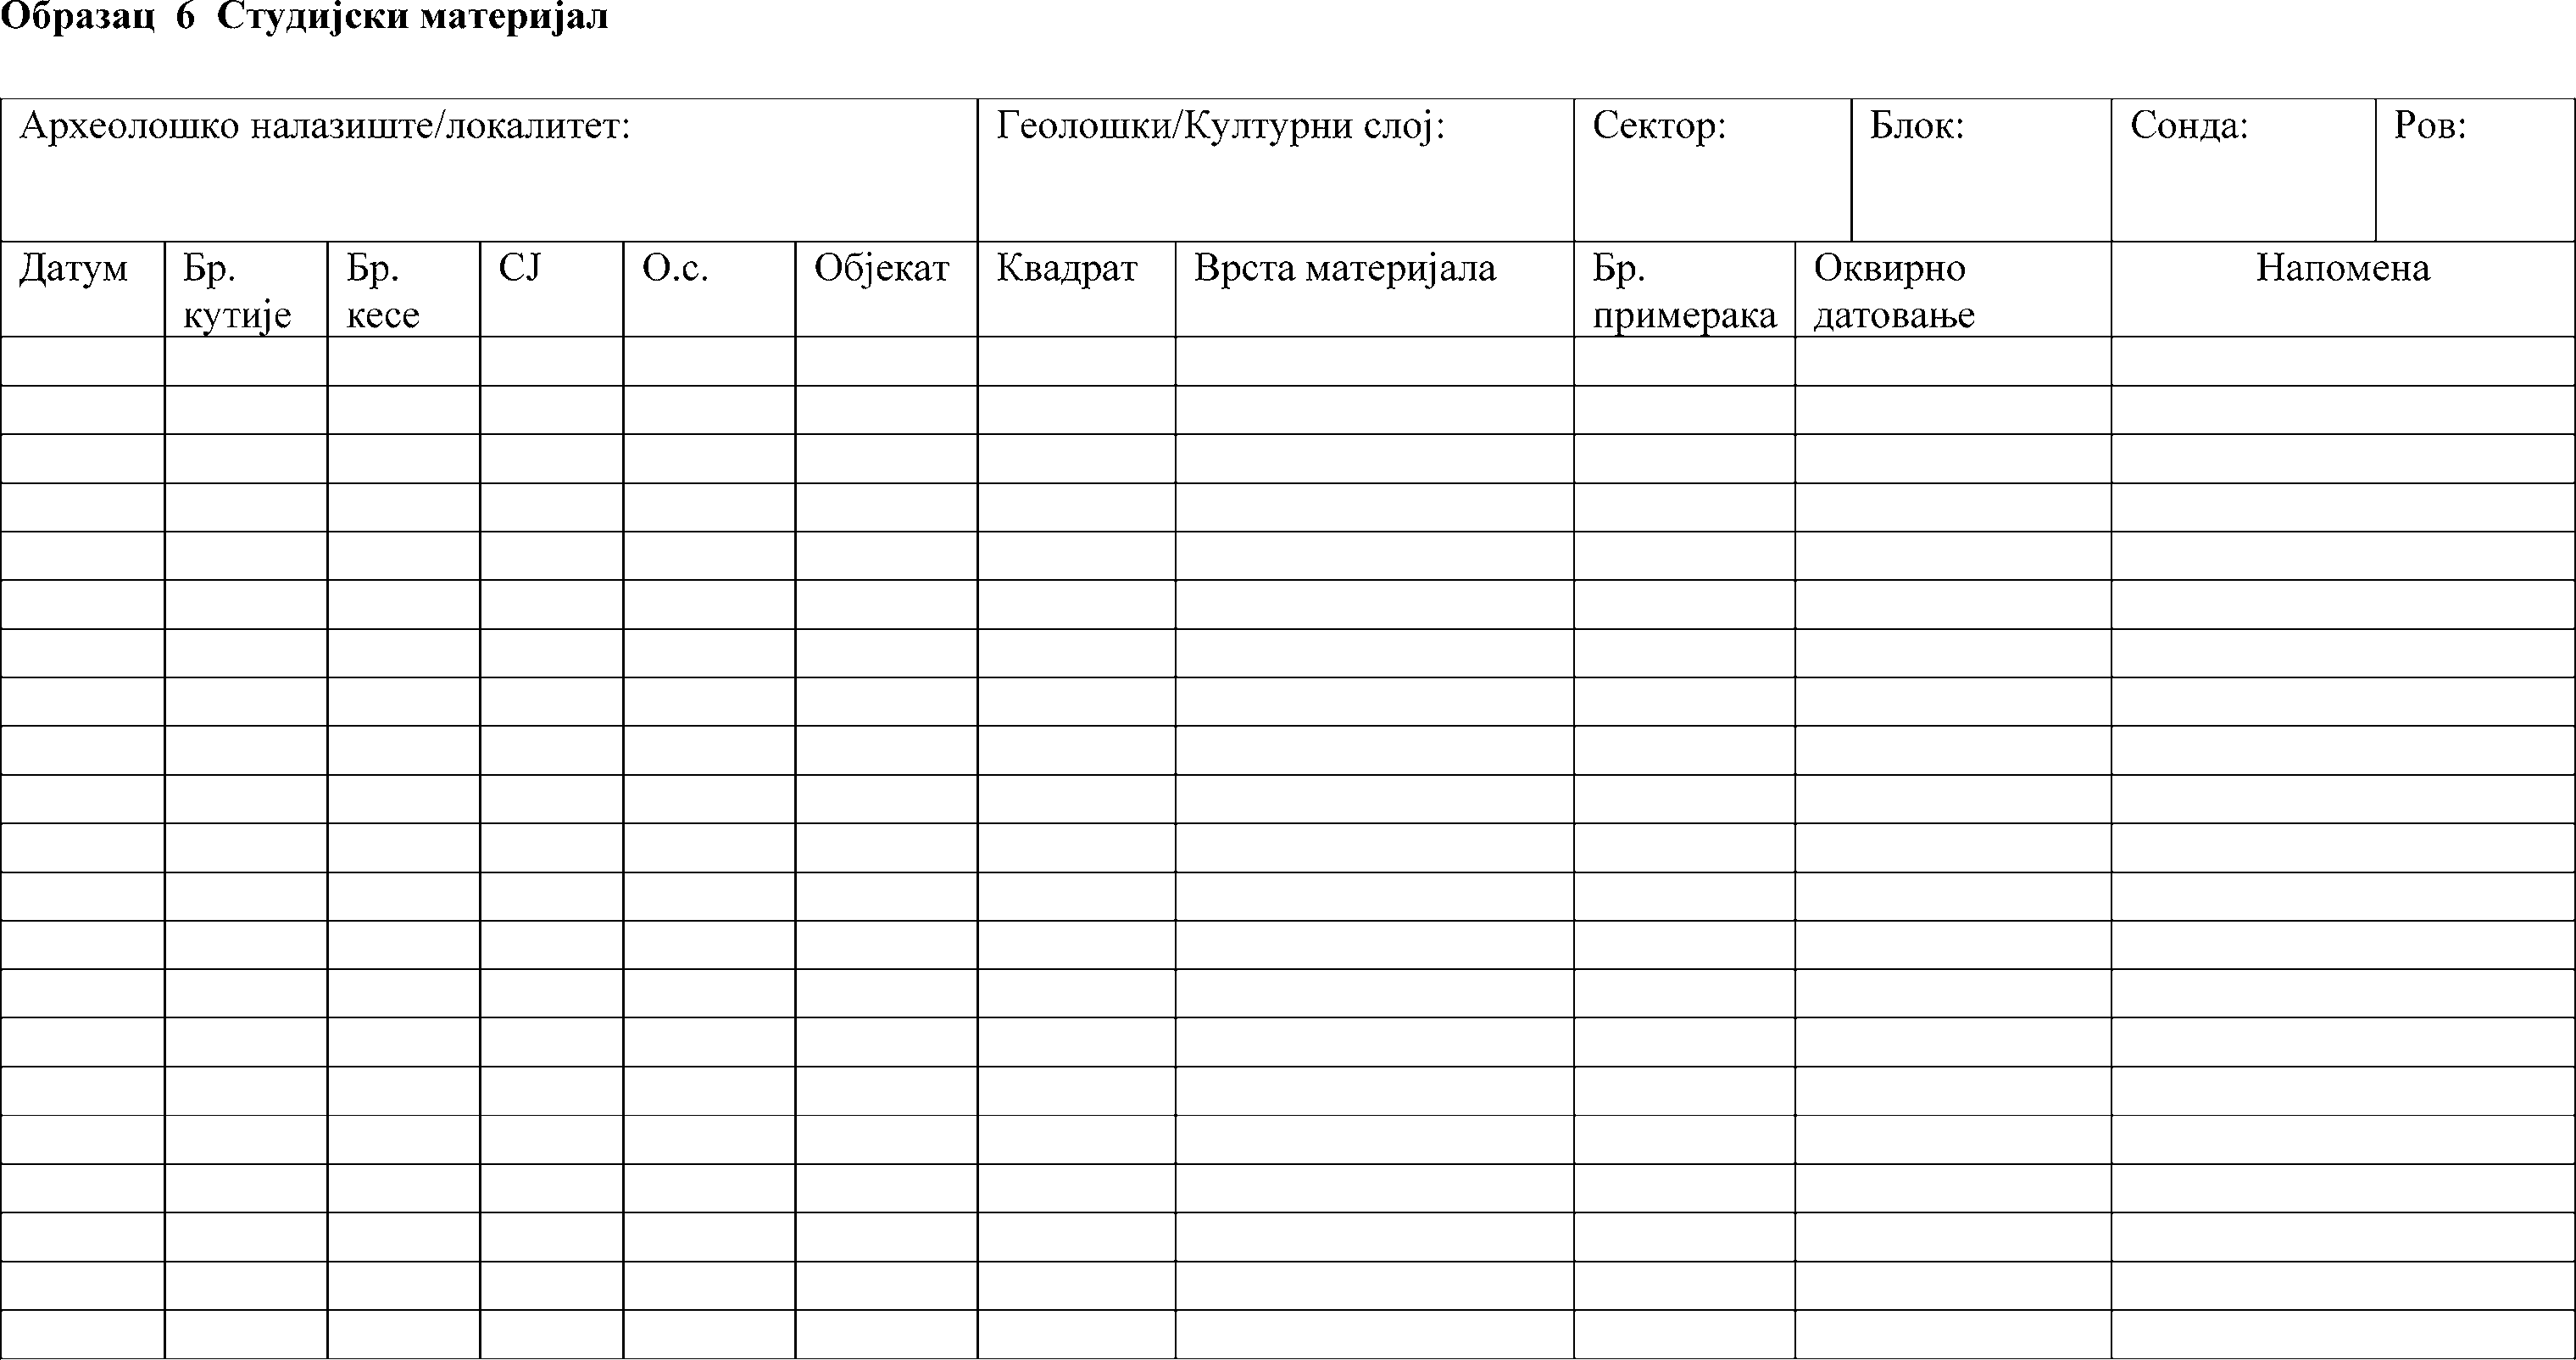 Образац 6 Студијски материјал
Археолошко налазиште/локалитет: Геолошки/Културни слој: Сектор: Блок: Сонда: Ров:
Датум Бр. Бр. СЈ О.с. Објекат Квадрат Врста материјала Бр. Оквирно Напомена
кутије кесе примерака датовање